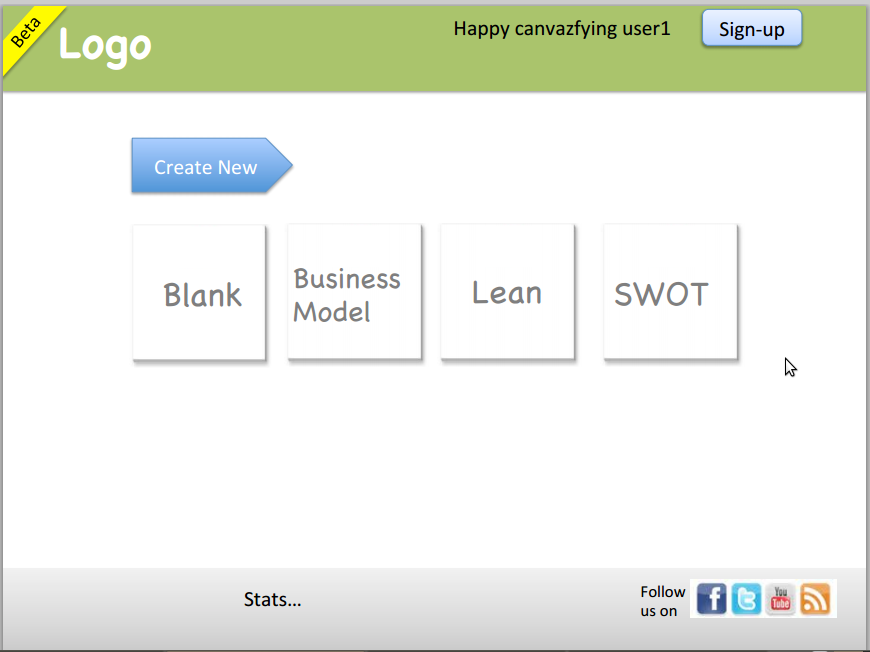 Beta
Logo
Happy canvazfying user1
Sign-up
Create New
Blank
Business
Model
Lean
SWOT
Stats...
Follow
us on
f
t
You
Tube